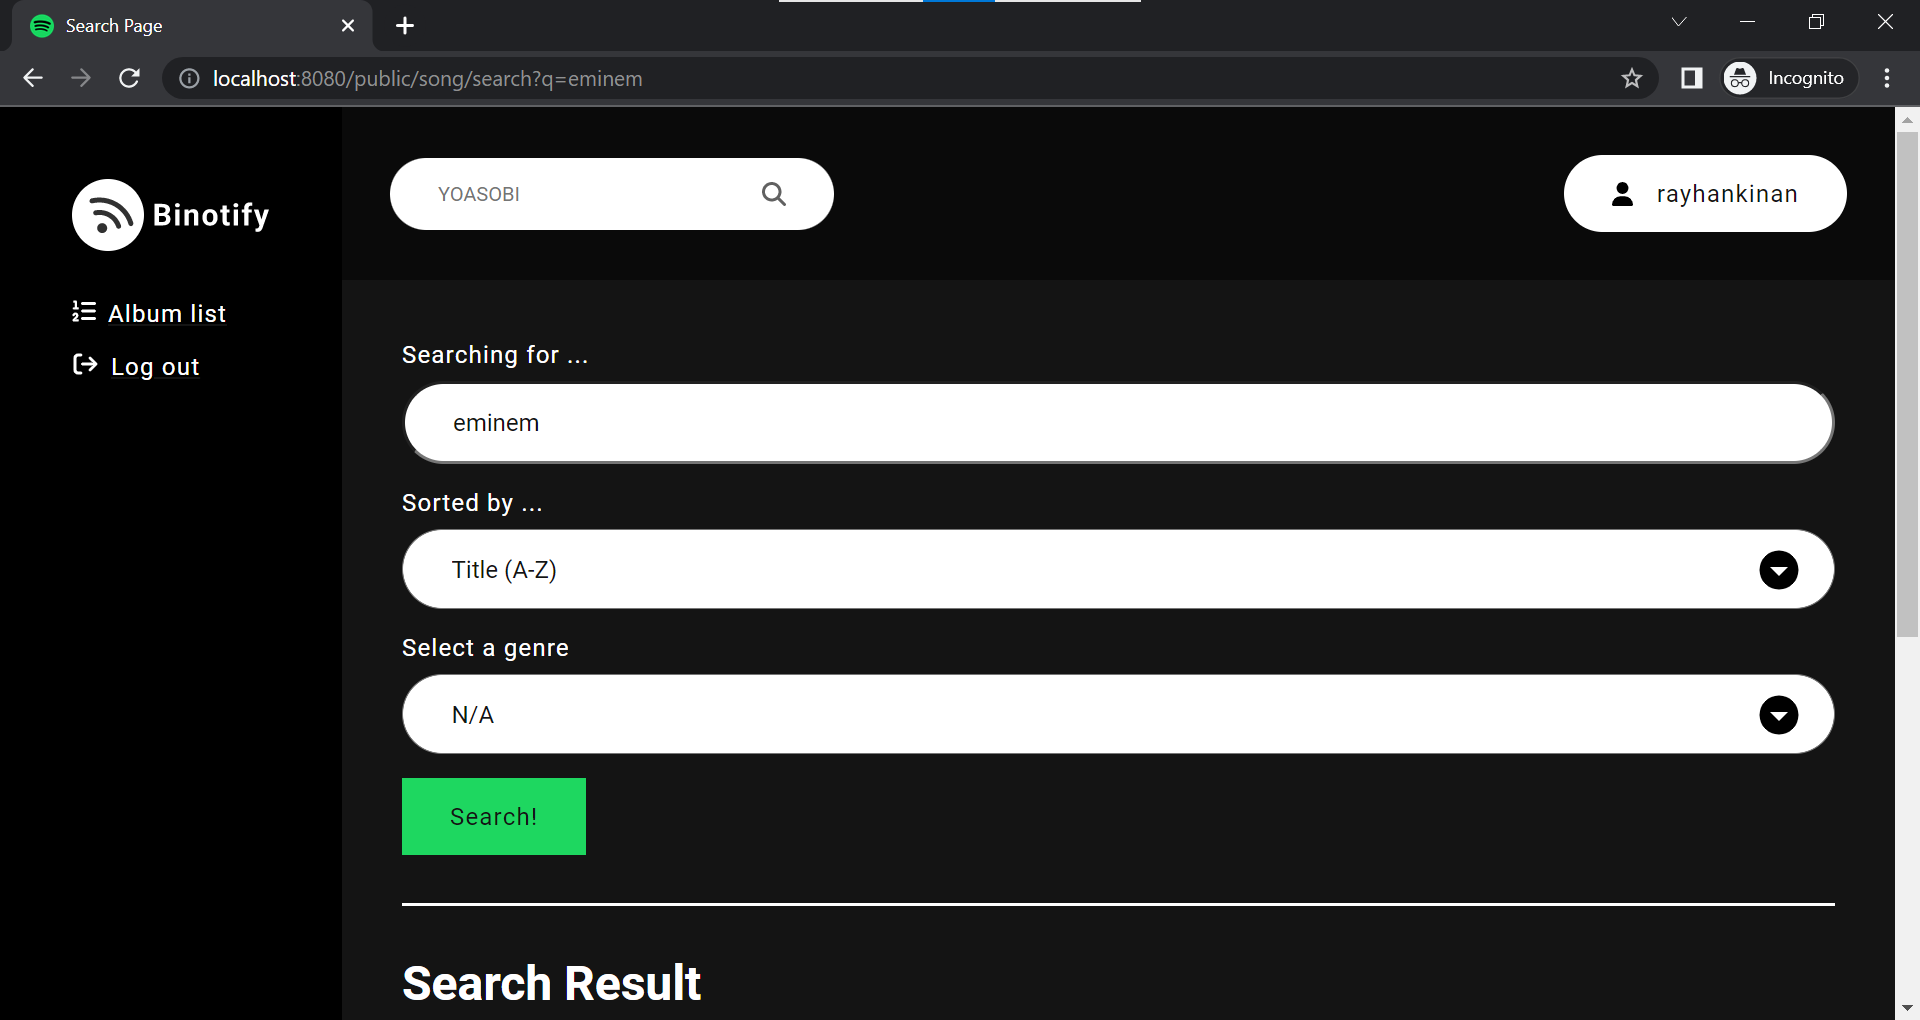 Search Page
localhost:8080/public/song/search?q=eminem
Incognito
Binotify
Album list
Log out
YOASOBI
rayhankinan
Searching for ...
eminem
Sorted by ...
Title (A-Z)
Select a genre
N/A
Search!
Search Result